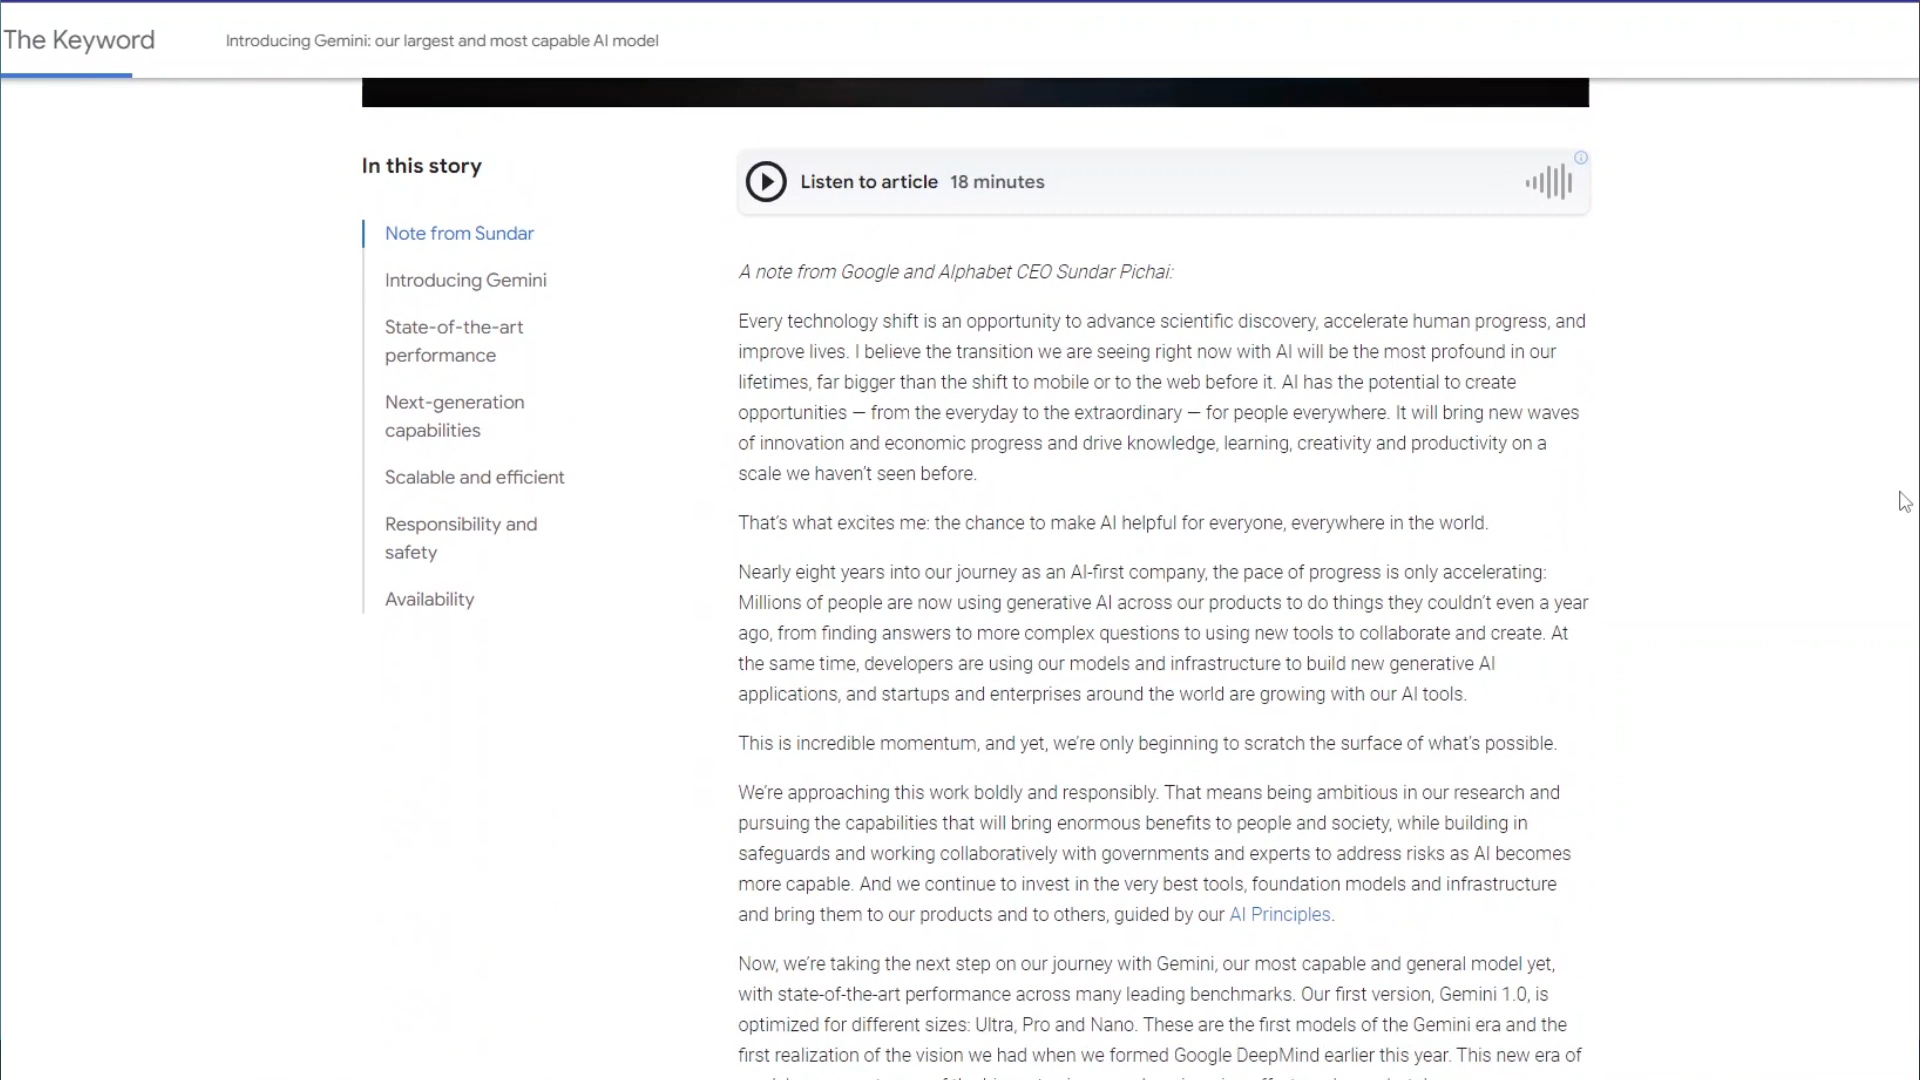 The Keyword
Introducing Gemini: our largest and most capable AI model
In this story
Note from Sundar
Introducing Gemini
State-of-the-art
performance
Next-generation
capabilities
Scalable and efficient
Responsibility and
safety
Availability
Listen to article 18 minutes
A note from Google and Alphabet CEO Sundar Pichai:
Every technology shift is an opportunity to advance scientific discovery, accelerate human progress, and
improve lives. I believe the transition we are seeing right now with AI will be the most profound in our
lifetimes, far bigger than the shift to mobile or to the web before it. AI has the potential to create
opportunities — from the everyday to the extraordinary — for people everywhere. It will bring new waves
of innovation and economic progress and drive knowledge, learning, creativity and productivity on a
scale we haven’t seen before.
That’s what excites me: the chance to make AI helpful for everyone, everywhere in the world.
Nearly eight years into our journey as an AI-first company, the pace of progress is only accelerating:
Millions of people are now using generative AI across our products to do things they couldn’t even a year
ago, from finding answers to more complex questions to using new tools to collaborate and create. At
the same time, developers are using our models and infrastructure to build new generative AI
applications, and startups and enterprises around the world are growing with our AI tools.
This is incredible momentum, and yet, we’re only beginning to scratch the surface of what’s possible.
We’re approaching this work boldly and responsibly. That means being ambitious in our research and
pursuing the capabilities that will bring enormous benefits to people and society, while building in
safeguards and working collaboratively with governments and experts to address risks as AI becomes
more capable. And we continue to invest in the very best tools, foundation models and infrastructure
and bring them to our products and to others, guided by our AI Principles.
Now, we’re taking the next step on our journey with Gemini, our most capable and general model yet,
with state-of-the-art performance across many leading benchmarks. Our first version, Gemini 1.0, is
optimized for different sizes: Ultra, Pro and Nano. These are the first models of the Gemini era and the
first realization of the vision we had when we formed Google DeepMind earlier this year. This new era of